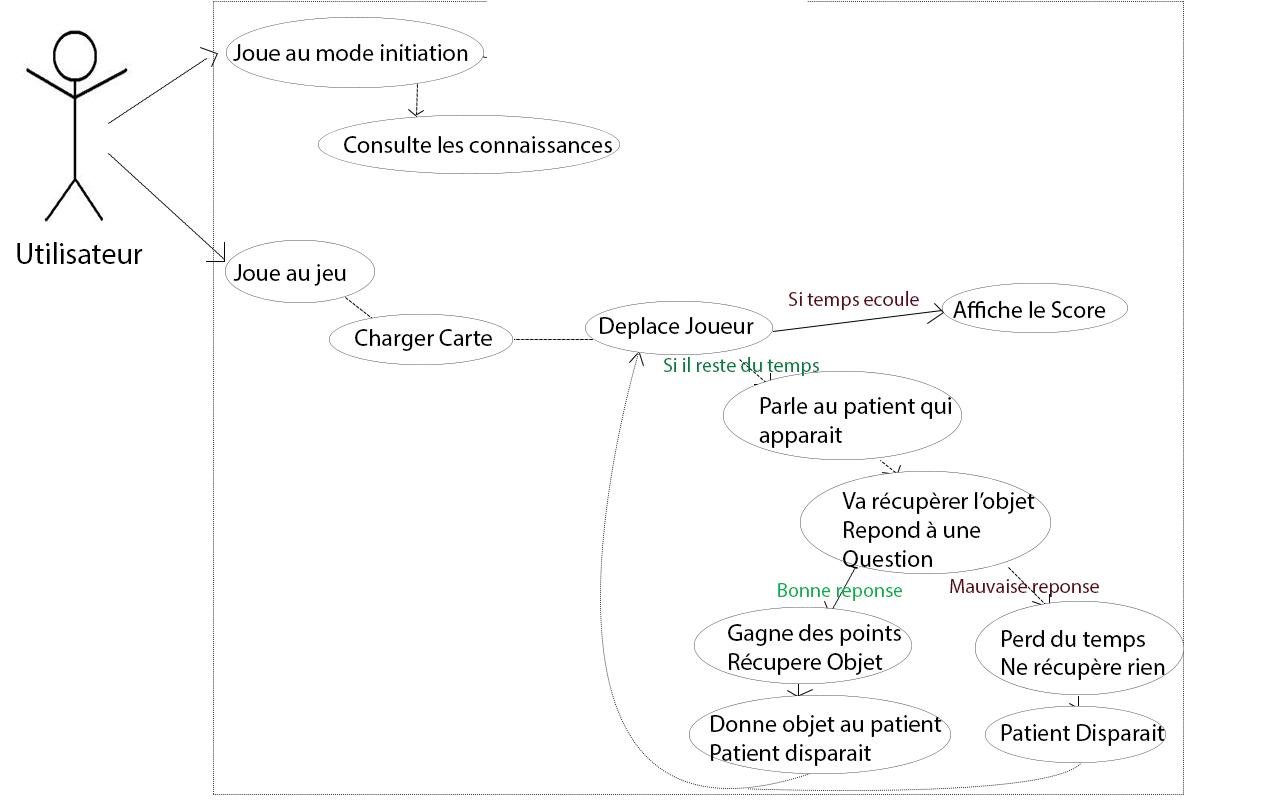 Joue au mode initiation
Consulte les connaissances
Utilisateur
Joue au jeu
Charger Carte
Deplace Joueur
Si temps ecoule
Affiche le Score
Si il reste du temps
Parle au patient qui
apparait
Va récupèrer l'objet
Repond à une
Question
Bonne reponse
Mauvaise reponse
Gagne des points
Récupere Objet
Perd du temps
Ne récupère rien
Donne objet au patient
Patient disparait
Patient Disparait